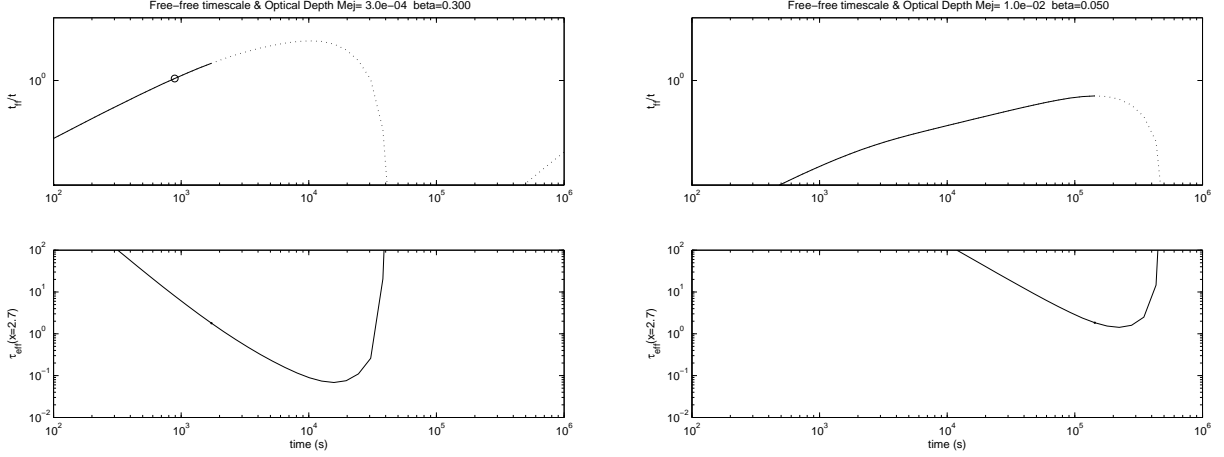 Free−free timescale & Optical Depth Mej= 3.0e−04 beta=0.300
t_ff/t
10^0
10^2 10^3 10^4 10^5 10^6
τ_eff(x=2.7)
10^2
10^1
10^0
10^−1
10^−2
10^2 10^3 10^4 10^5 10^6
time (s)
Free−free timescale & Optical Depth Mej= 1.0e−02 beta=0.050
t_ff/t
10^0
10^2 10^3 10^4 10^5 10^6
τ_eff(x=2.7)
10^2
10^1
10^0
10^−1
10^−2
10^2 10^3 10^4 10^5 10^6
time (s)